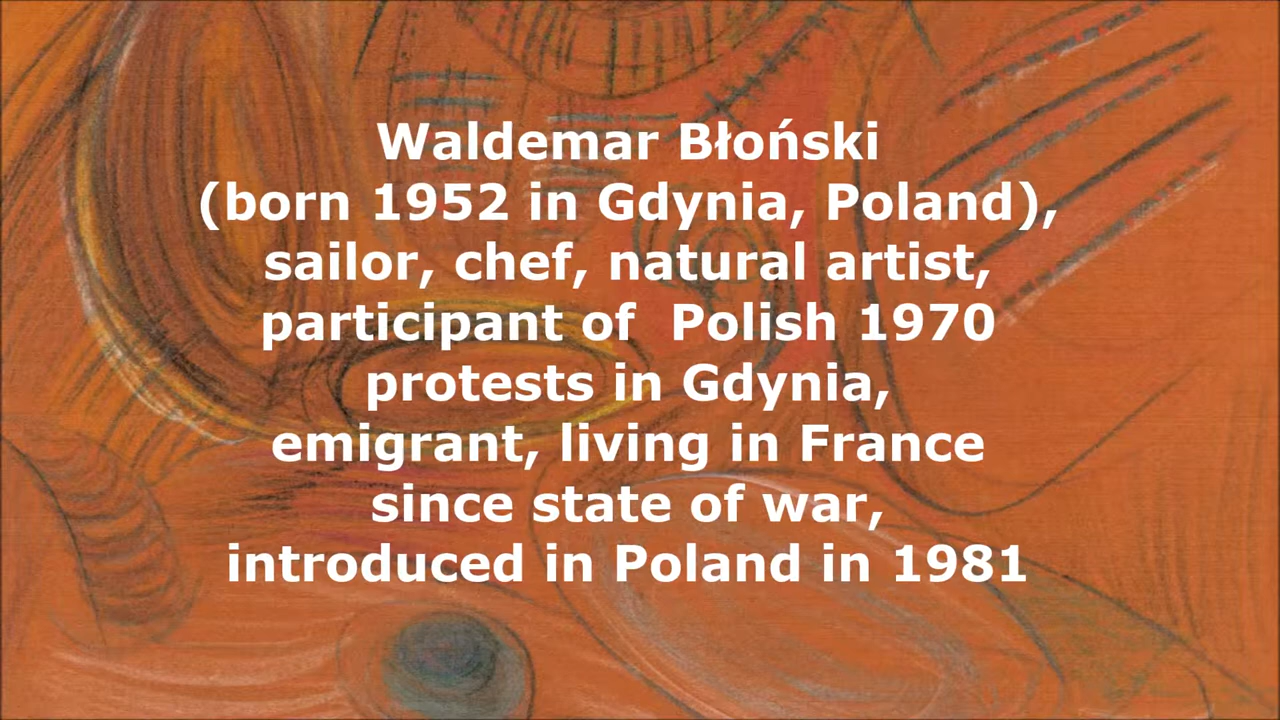 Waldemar Błoński
(born 1952 in Gdynia, Poland),
sailor, chef, natural artist,
participant of  Polish 1970
protests in Gdynia,
emigrant, living in France
since state of war,
introduced in Poland in 1981